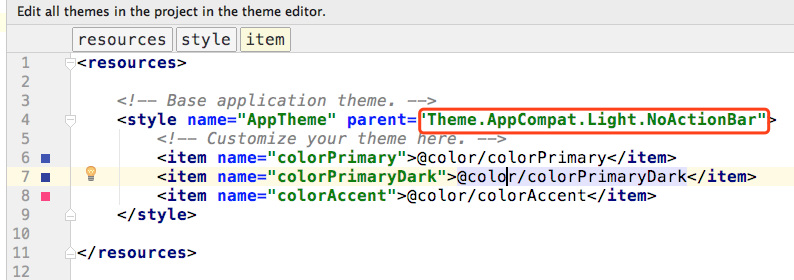 Edit all themes in the project in the theme editor.
resources style item
1 <resources>
2
3 <!-- Base application theme. -->
4 <style name="AppTheme" parent="Theme.AppCompat.Light.NoActionBar">
5 <!-- Customize your theme here. -->
6 <item name="colorPrimary">@color/colorPrimary</item>
7 <item name="colorPrimaryDark">@color/colorPrimaryDark</item>
8 <item name="colorAccent">@color/colorAccent</item>
9 </style>
10
11 </resources>
12